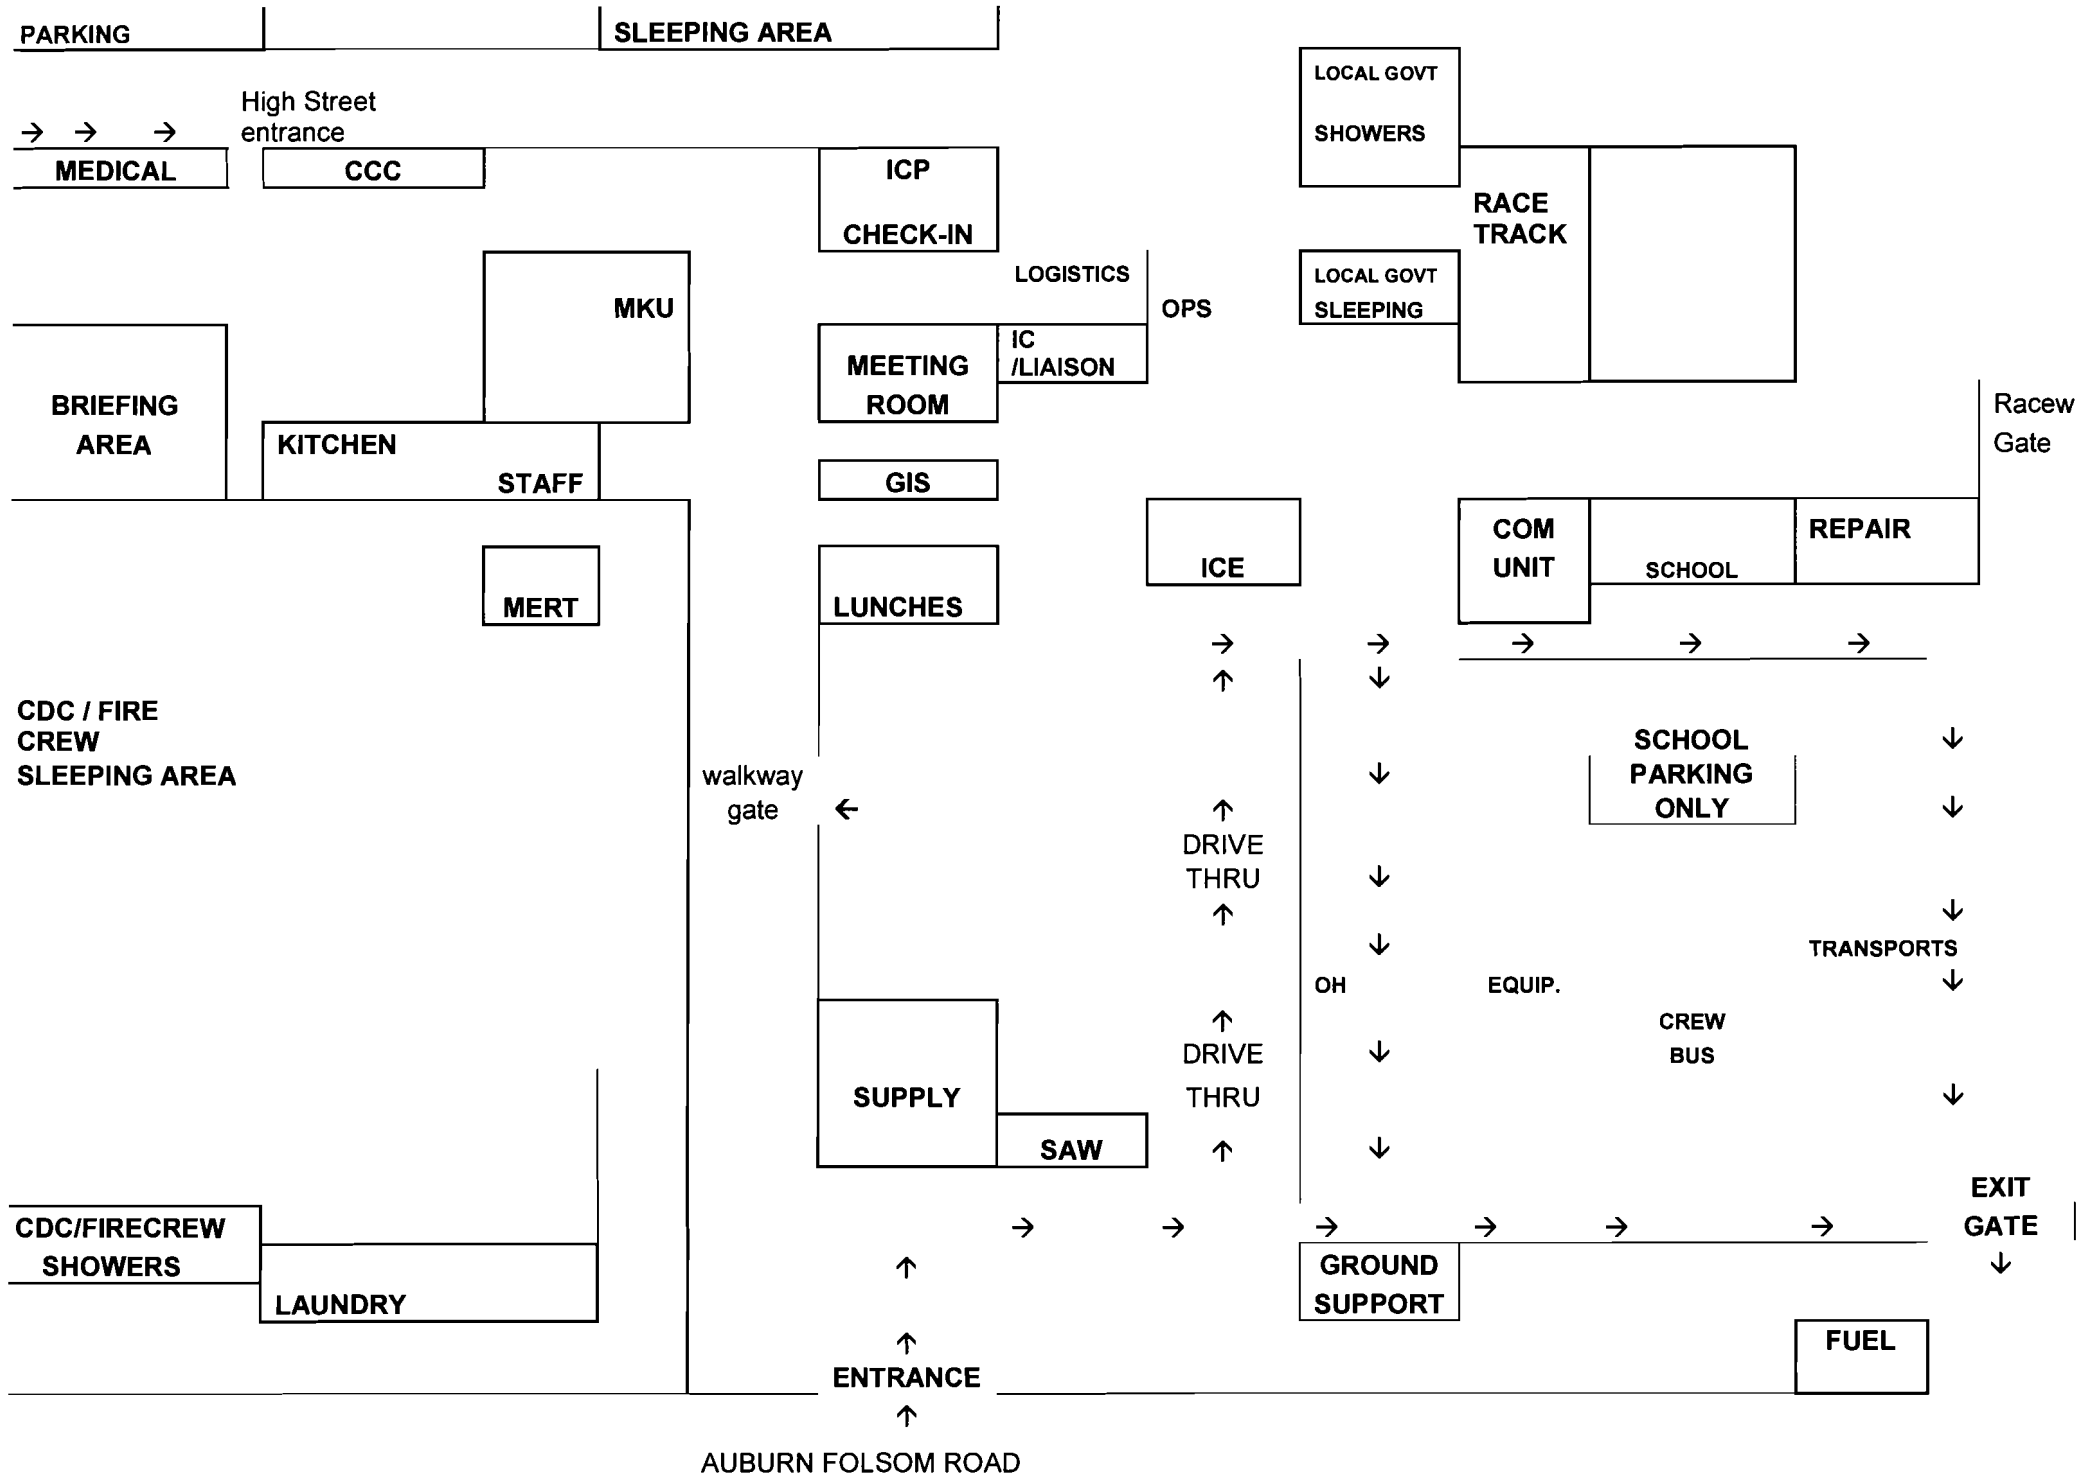 PARKING
SLEEPING AREA
LOCAL GOVT
SHOWERS
High Street
entrance
→ → →
MEDICAL
CCC
ICP
CHECK-IN
RACE
TRACK
LOGISTICS
OPS
LOCAL GOVT
SLEEPING
MKU
IC
/LIAISON
MEETING
ROOM
BRIEFING
AREA
Racew
Gate
KITCHEN
STAFF
GIS
ICE
COM
UNIT
SCHOOL
REPAIR
MERT
LUNCHES
→ → → → →
↑ ↓
CDC / FIRE
CREW
SLEEPING AREA
SCHOOL
PARKING
ONLY
↓
walkway
gate
←
↑
↓
↓
DRIVE
THRU
↑
↓
↓
↓
TRANSPORTS
OH
EQUIP.
↓
CREW
BUS
↑
DRIVE
THRU
↑
↓
↓
↓
SUPPLY
SAW
EXIT
GATE
↓
CDC/FIRECREW
SHOWERS
→ → → → → →
LAUNDRY
GROUND
SUPPORT
FUEL
↑
↑
ENTRANCE
↑
AUBURN FOLSOM ROAD